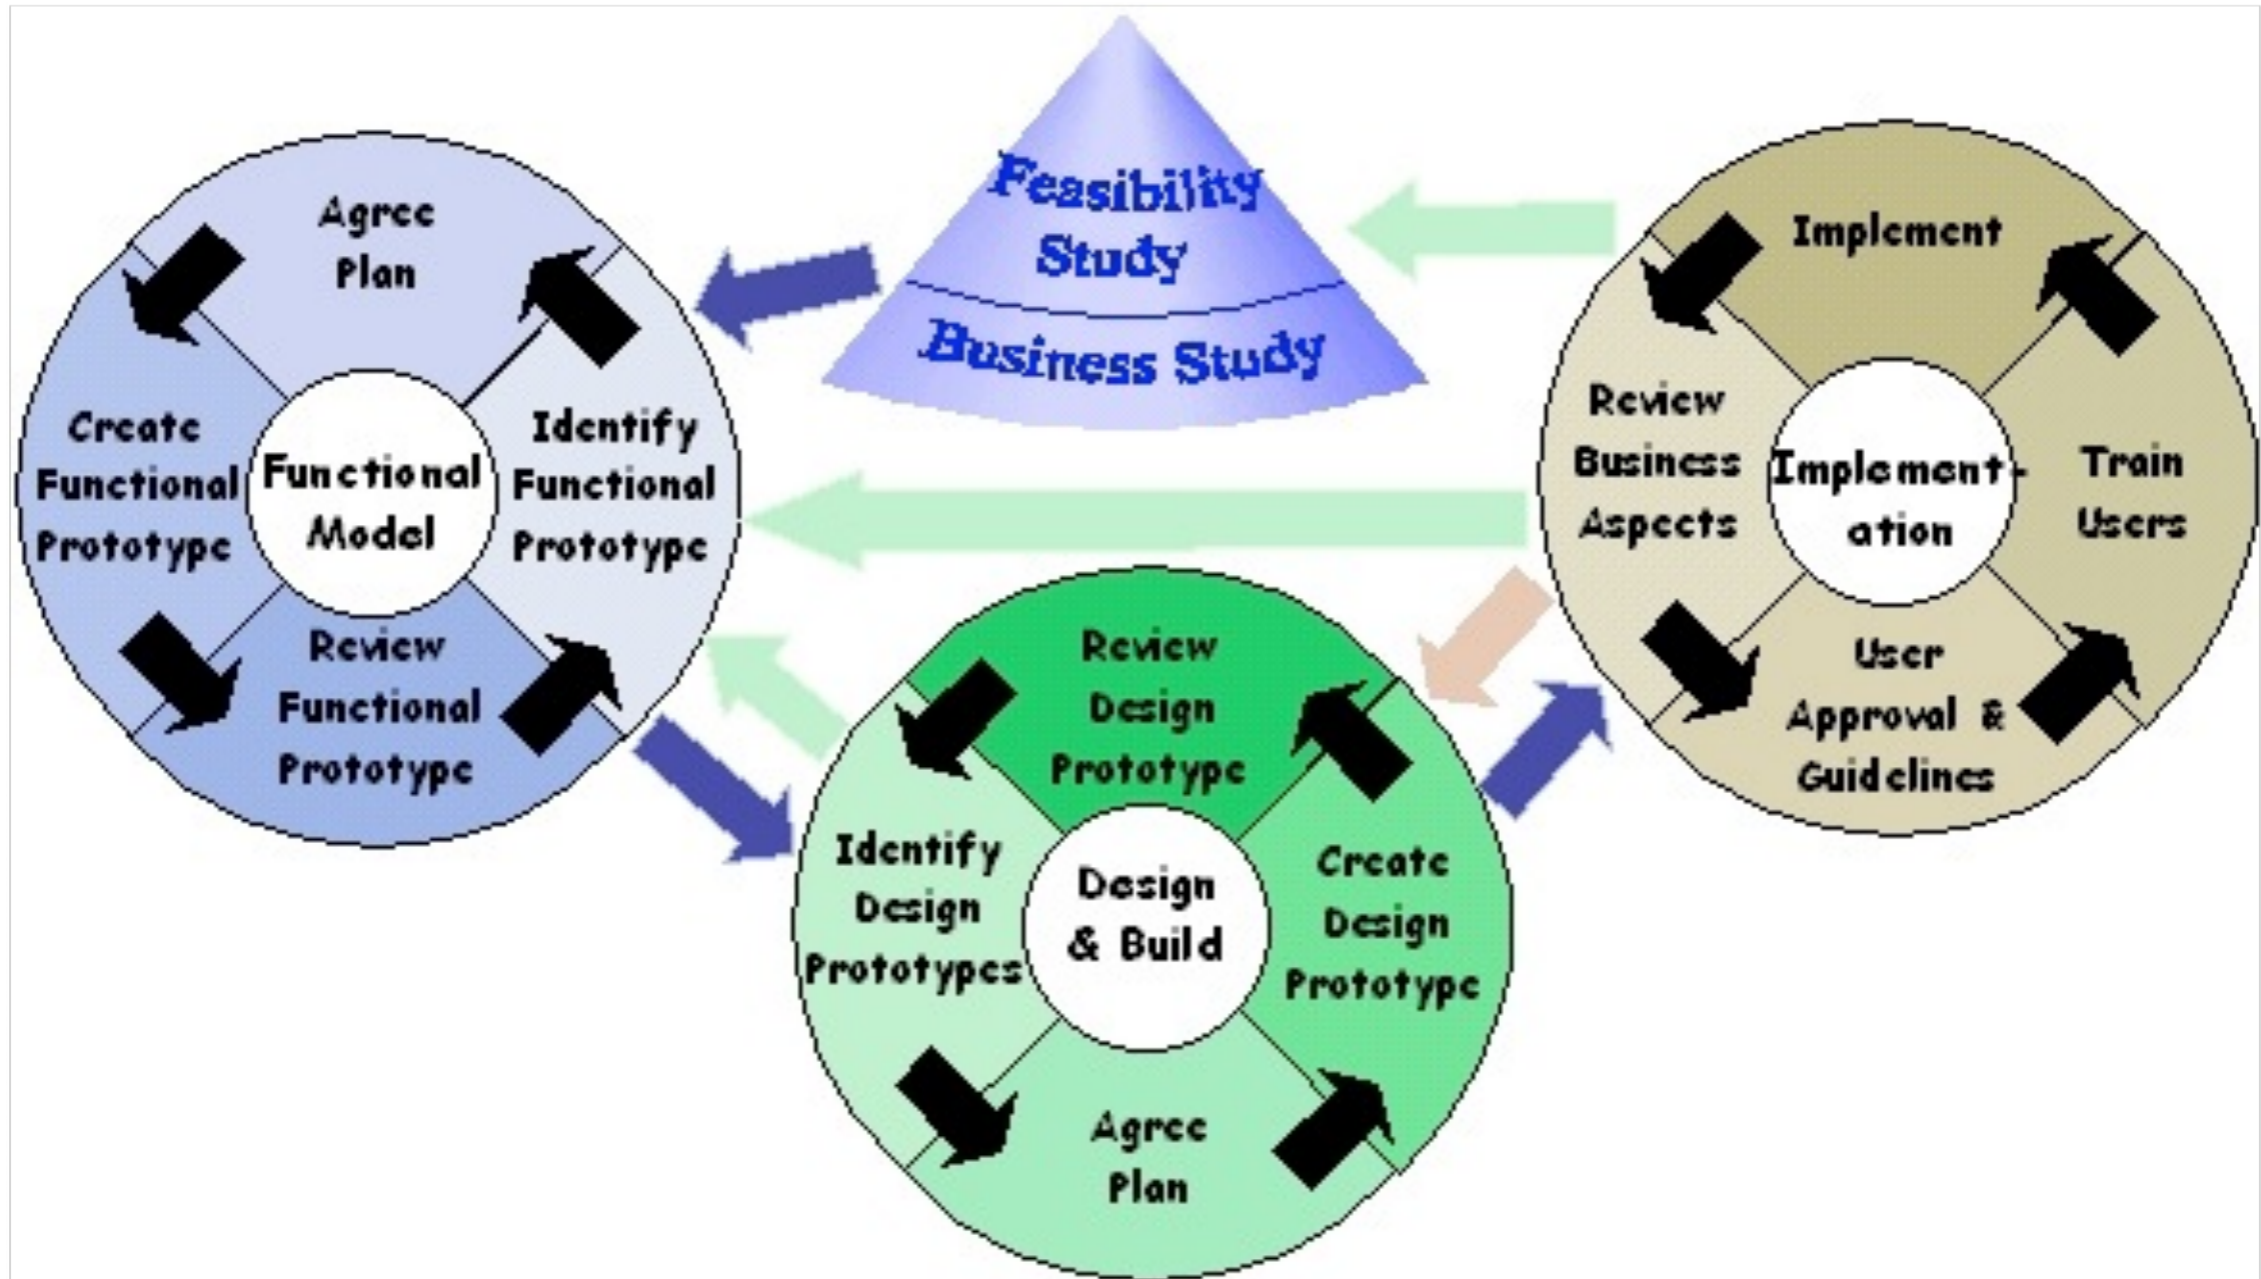 Feasibility
Study
Business Study
Agree
Plan
Create
Functional
Prototype
Functional
Model
Identify
Functional
Prototype
Review
Functional
Prototype
Review
Design
Prototype
Identify
Design
Prototypes
Design
& Build
Create
Design
Prototype
Agree
Plan
Implement
Review
Business
Aspects
Implement-
ation
Train
Users
User
Approval &
Guidelines